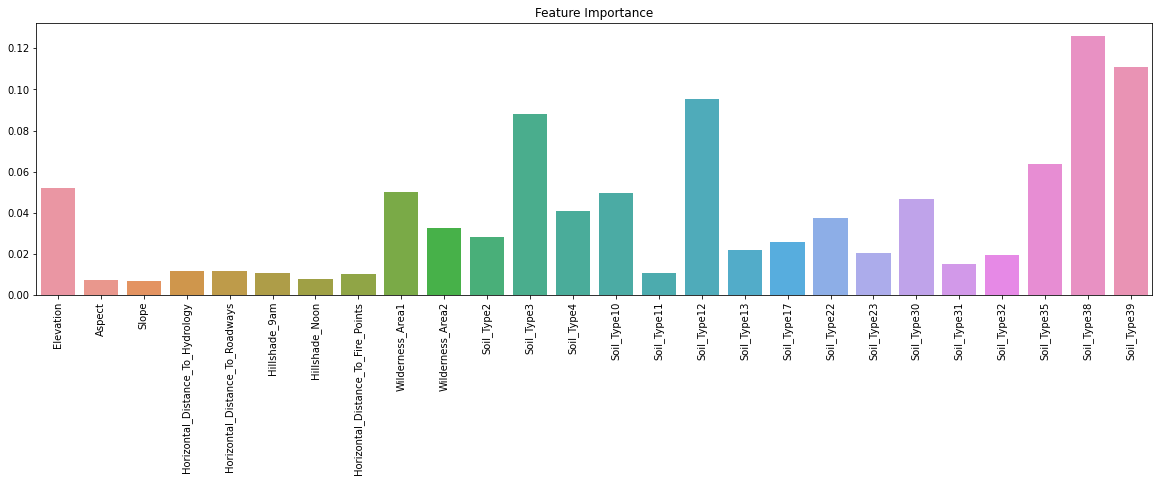 Feature Importance
0.12
0.10
0.08
0.06
0.04
0.02
0.00
Elevation
Aspect
Slope
Horizontal_Distance_To_Hydrology
Horizontal_Distance_To_Roadways
Hillshade_9am
Hillshade_Noon
Horizontal_Distance_To_Fire_Points
Wilderness_Area1
Wilderness_Area2
Soil_Type2
Soil_Type3
Soil_Type4
Soil_Type10
Soil_Type11
Soil_Type12
Soil_Type13
Soil_Type17
Soil_Type22
Soil_Type23
Soil_Type30
Soil_Type31
Soil_Type32
Soil_Type35
Soil_Type38
Soil_Type39